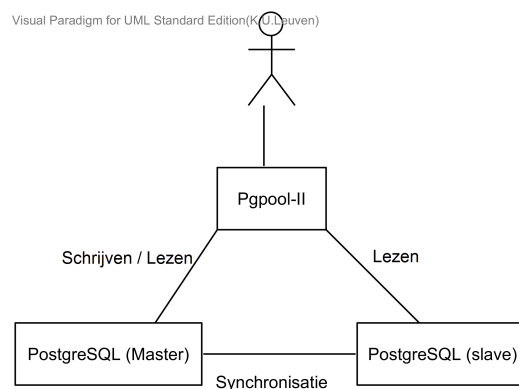 Visual Paradigm for UML Standard Edition(K.U.Leuven)
Pgpool-II
Schrijven / Lezen
Lezen
PostgreSQL (Master)
PostgreSQL (slave)
Synchronisatie